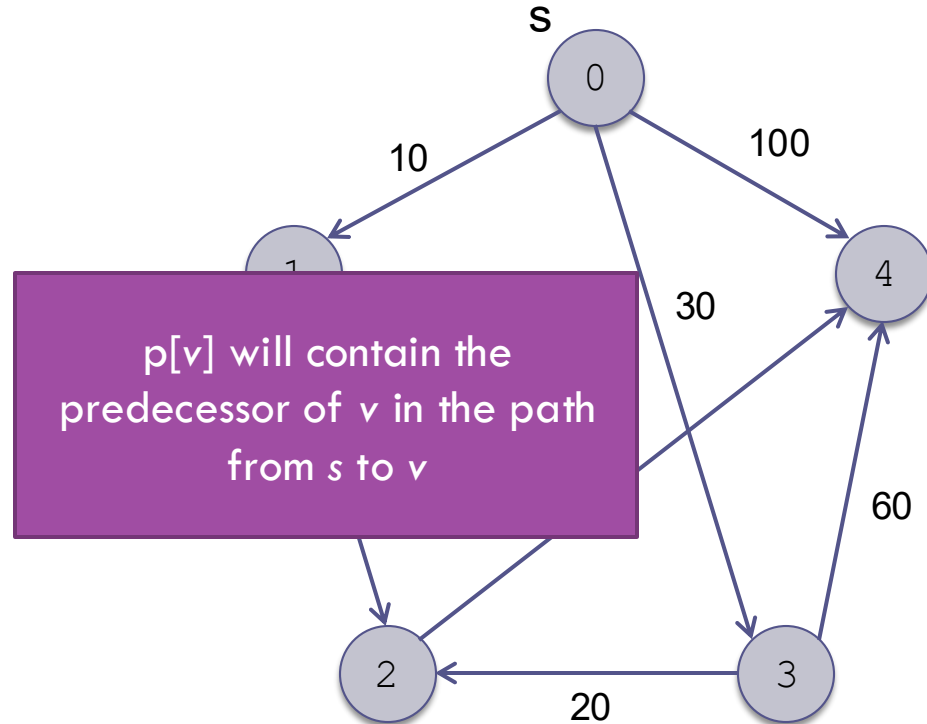 s
0
10
100
4
30
p[v] will contain the
predecessor of v in the path
from s to v
60
2
3
20